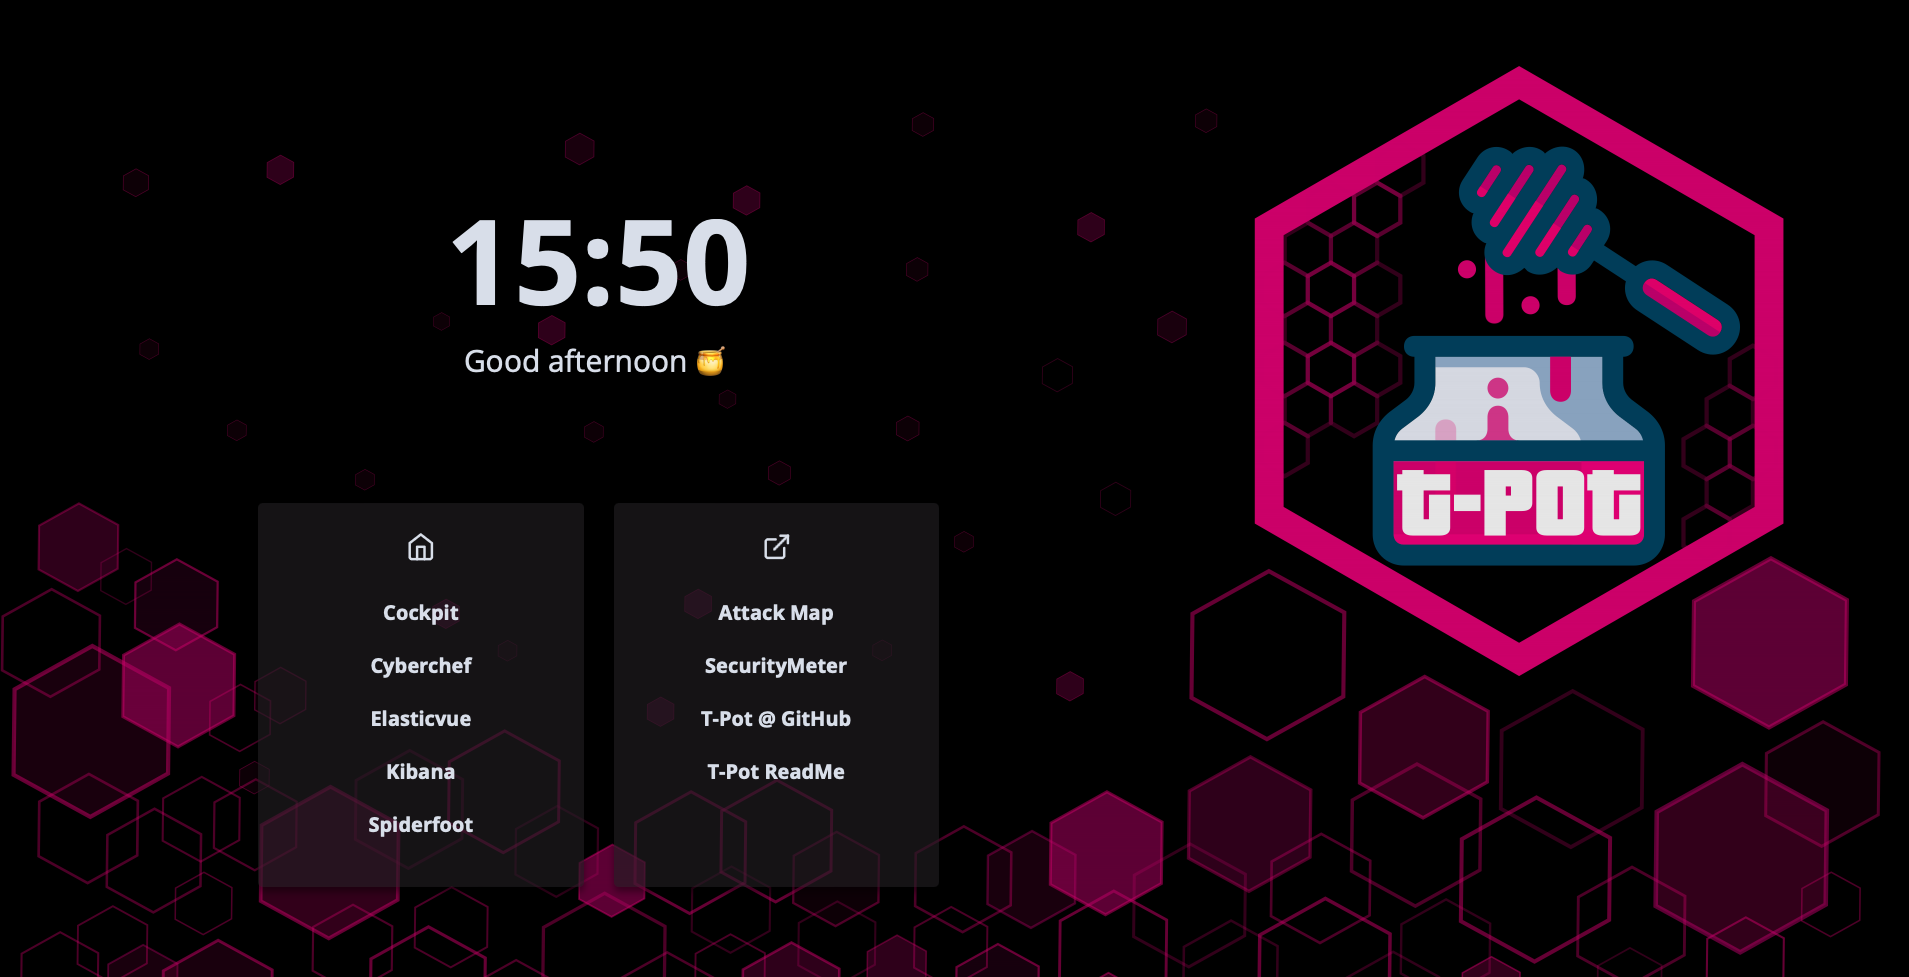 15:50
Good afternoon 🍯
Cockpit
Cyberchef
Elasticvue
Kibana
Spiderfoot
Attack Map
SecurityMeter
T-Pot @ GitHub
T-Pot ReadMe
t-pot